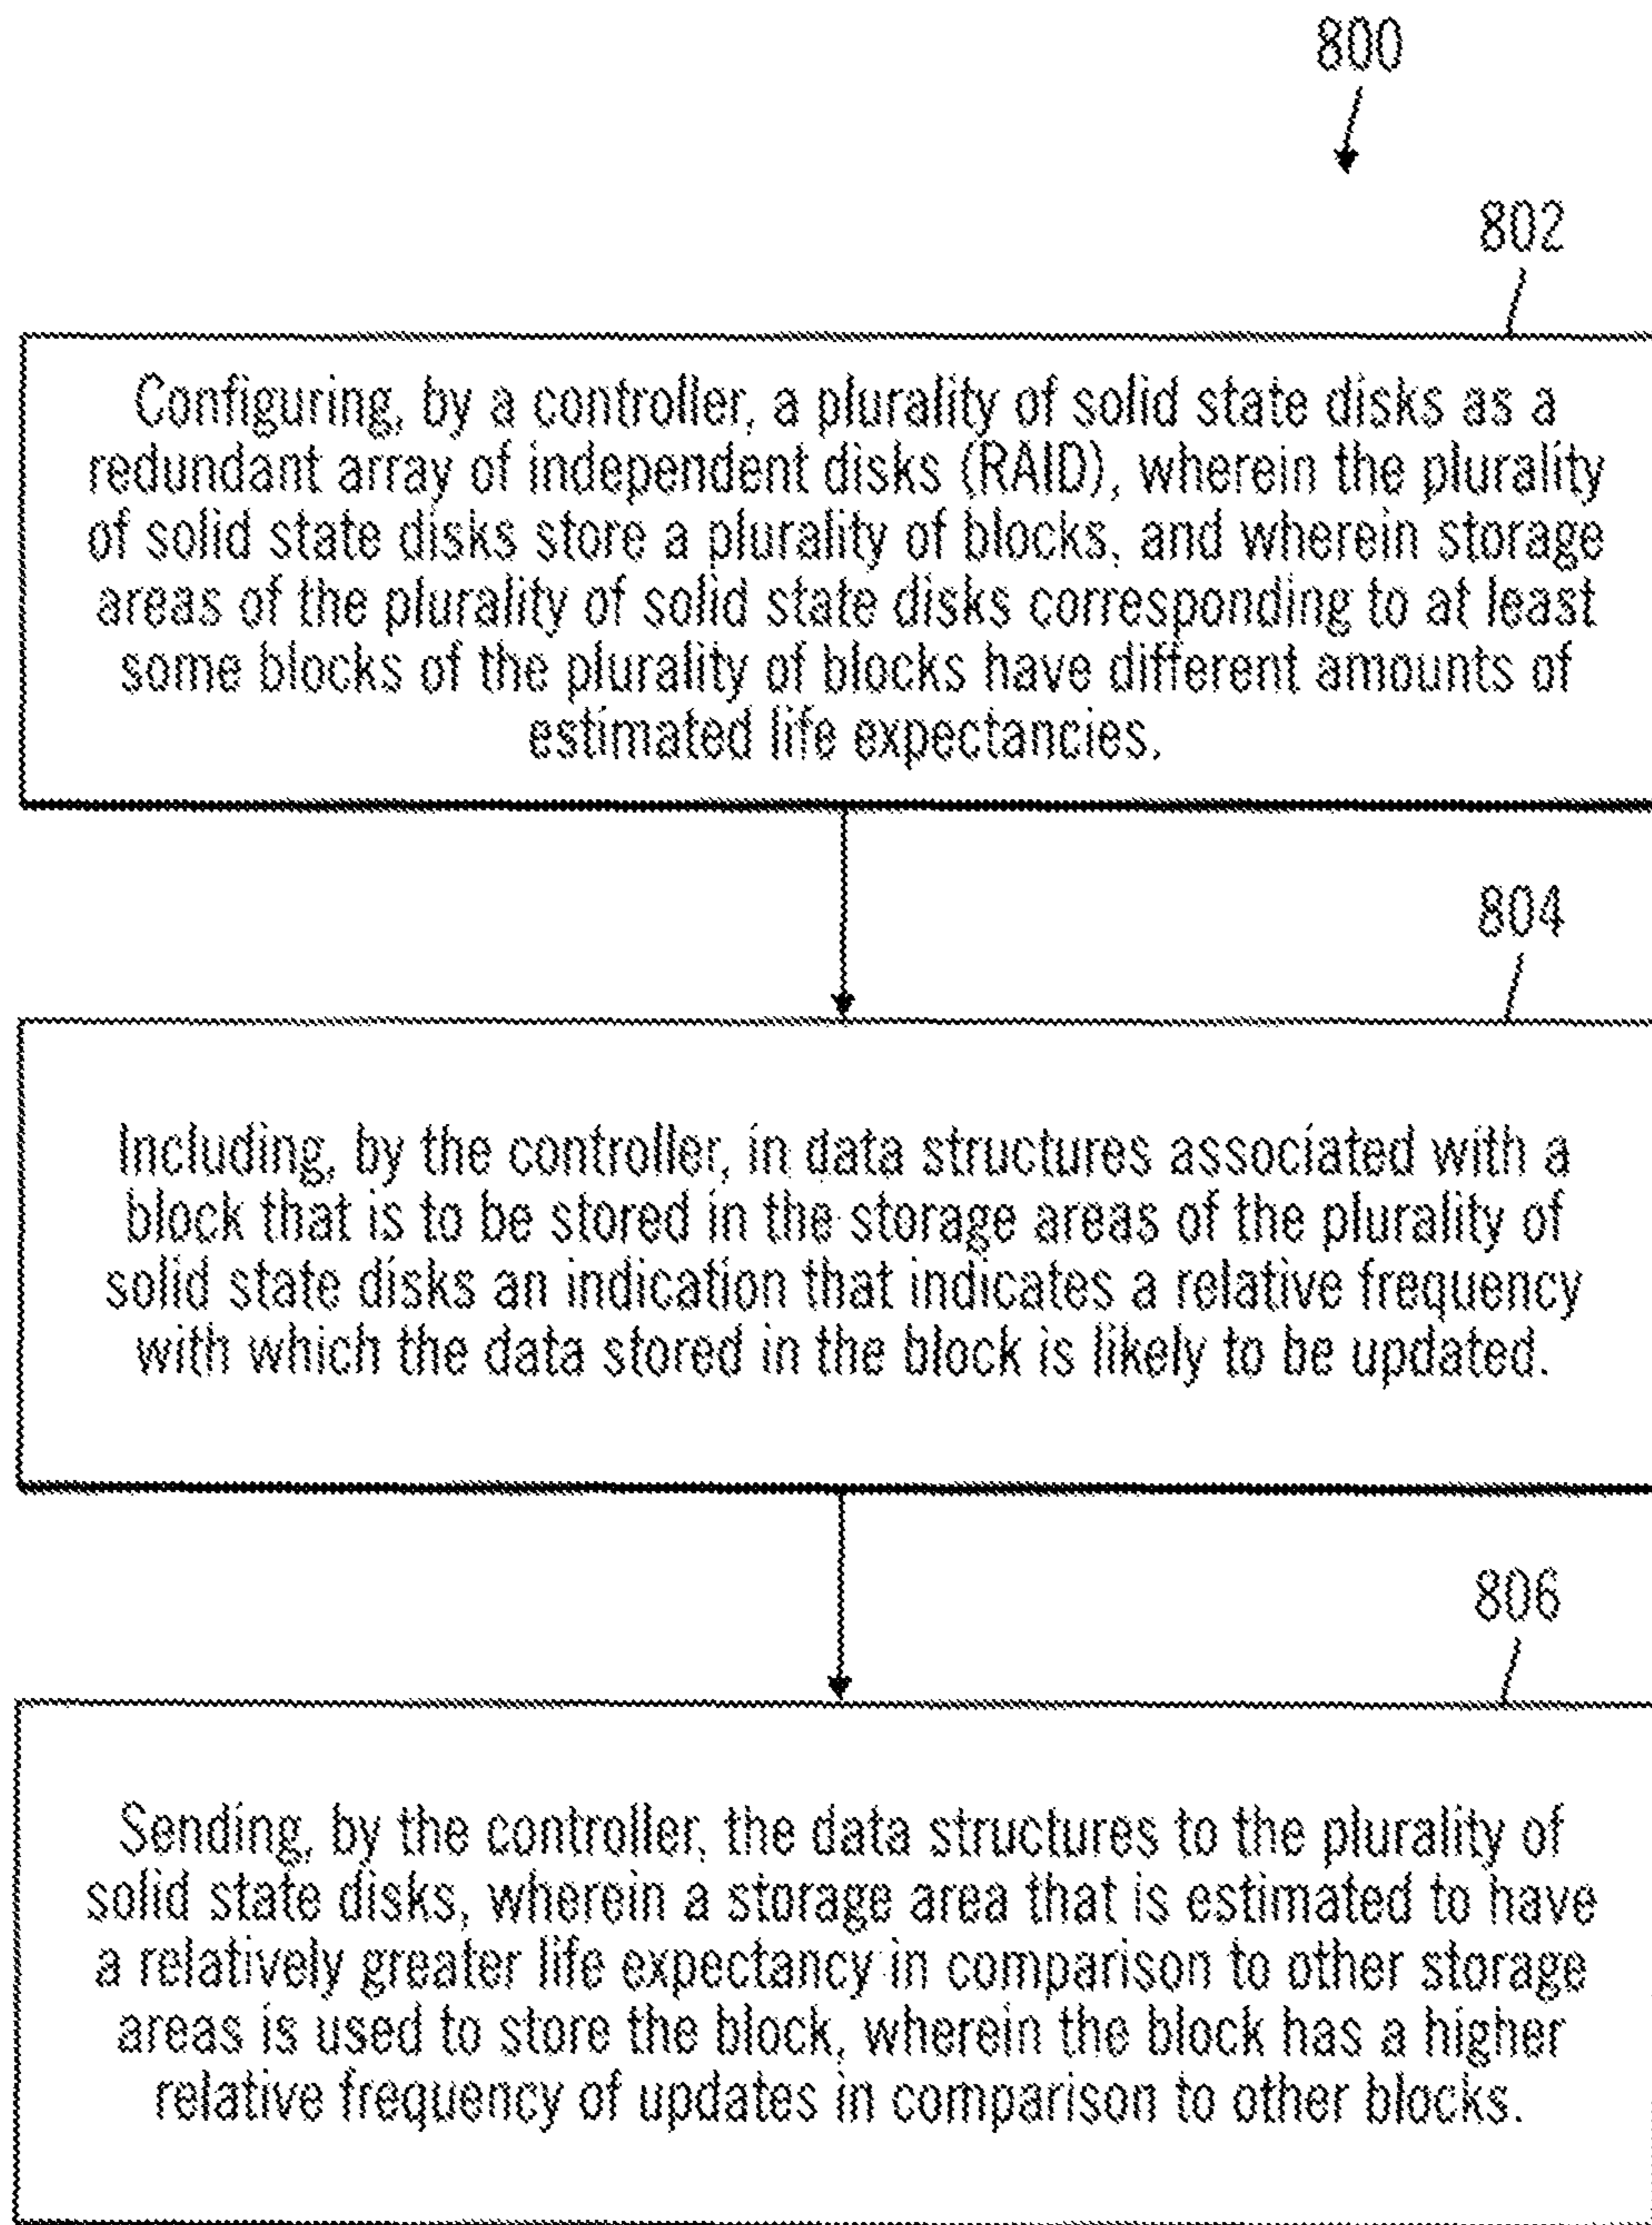 800
802
Configuring, by a controller, a plurality of solid state disks as a
redundant array of independent disks (RAID), wherein the plurality
of solid state disks store a plurality of blocks, and wherein storage
areas of the plurality of solid state disks corresponding to at least
some blocks of the plurality of blocks have different amounts of
estimated life expectancies.
804
Including, by the controller, in data structures associated with a
block that is to be stored in the storage areas of the plurality of
solid state disks an indication that indicates a relative frequency
with which the data stored in the block is likely to be updated.
806
Sending, by the controller, the data structures to the plurality of
solid state disks, wherein a storage area that is estimated to have
a relatively greater life expectancy in comparison to other storage
areas is used to store the block, wherein the block has a higher
relative frequency of updates in comparison to other blocks.